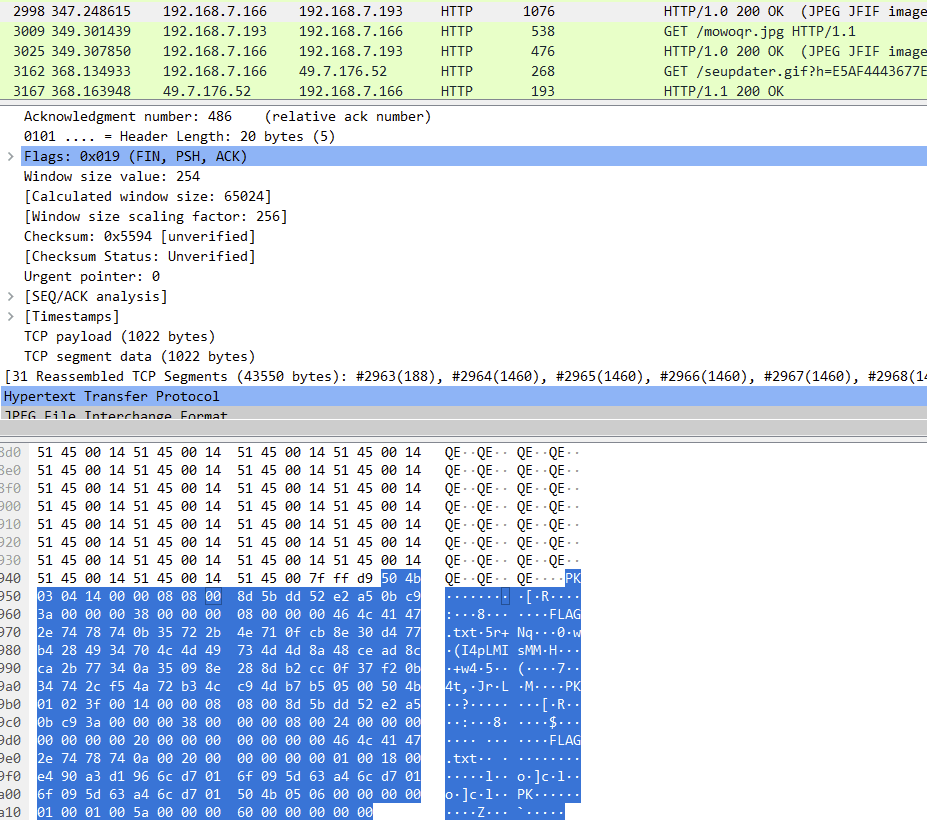 2998 347.248615 192.168.7.166 192.168.7.193 HTTP 1076 HTTP/1.0 200 OK (JPEG JFIF image
3009 349.301439 192.168.7.193 192.168.7.166 HTTP 538 GET /mowoqr.jpg HTTP/1.1
3025 349.307850 192.168.7.166 192.168.7.193 HTTP 476 HTTP/1.0 200 OK (JPEG JFIF image
3162 368.134933 192.168.7.166 49.7.176.52 HTTP 268 GET /seupdater.gif?h=E5AF4443677E
3167 368.163948 49.7.176.52 192.168.7.166 HTTP 193 HTTP/1.1 200 OK
Acknowledgment number: 486 (relative ack number)
0101 .... = Header Length: 20 bytes (5)
Flags: 0x019 (FIN, PSH, ACK)
Window size value: 254
[Calculated window size: 65024]
[Window size scaling factor: 256]
Checksum: 0x5594 [unverified]
[Checksum Status: Unverified]
Urgent pointer: 0
[SEQ/ACK analysis]
[Timestamps]
TCP payload (1022 bytes)
TCP segment data (1022 bytes)
[31 Reassembled TCP Segments (43550 bytes): #2963(188), #2964(1460), #2965(1460), #2966(1460), #2967(1460), #2968(14
Hypertext Transfer Protocol
JPEG File Interchange Format
8d0 51 45 00 14 51 45 00 14 51 45 00 14 51 45 00 14 QE··QE·· QE··QE··
8e0 51 45 00 14 51 45 00 14 51 45 00 14 51 45 00 14 QE··QE·· QE··QE··
8f0 51 45 00 14 51 45 00 14 51 45 00 14 51 45 00 14 QE··QE·· QE··QE··
900 51 45 00 14 51 45 00 14 51 45 00 14 51 45 00 14 QE··QE·· QE··QE··
910 51 45 00 14 51 45 00 14 51 45 00 14 51 45 00 14 QE··QE·· QE··QE··
920 51 45 00 14 51 45 00 14 51 45 00 14 51 45 00 14 QE··QE·· QE··QE··
930 51 45 00 14 51 45 00 14 51 45 00 14 51 45 00 14 QE··QE·· QE··QE··
940 51 45 00 14 51 45 00 14 51 45 00 7f ff d9 50 4b QE··QE·· QE····PK
950 03 04 14 00 00 08 08 00 8d 5b dd 52 e2 a5 0b c9 ········ ·[·R····
960 3a 00 00 00 38 00 00 00 08 00 00 00 46 4c 41 47 :···8··· ····FLAG
970 2e 74 78 74 0b 35 72 2b 4e 71 0f cb 8e 30 d4 77 .txt·5r+ Nq···0·w
980 b4 28 49 34 70 4c 4d 49 73 4d 4d 8a 48 ce ad 8c ·(I4pLMI sMM·H···
990 ca 2b 77 34 0a 35 09 8e 28 8d b2 cc 0f 37 f2 0b ·+w4·5·· (····7··
9a0 34 74 2c f5 4a 72 b3 4c c9 4d b7 b5 05 00 50 4b 4t,·Jr·L ·M····PK
9b0 01 02 3f 00 14 00 00 08 08 00 8d 5b dd 52 e2 a5 ··?····· ···[·R··
9c0 0b c9 3a 00 00 00 38 00 00 00 08 00 24 00 00 00 ··:···8· ····$···
9d0 00 00 00 00 20 00 00 00 00 00 00 00 46 4c 41 47 ···· ··· ····FLAG
9e0 2e 74 78 74 0a 00 20 00 00 00 00 00 01 00 18 00 .txt·· · ········
9f0 e4 90 a3 d1 96 6c d7 01 6f 09 5d 63 a4 6c d7 01 ·····l·· o·]c·l··
a00 6f 09 5d 63 a4 6c d7 01 50 4b 05 06 00 00 00 00 o·]c·l·· PK······
a10 01 00 01 00 5a 00 00 00 60 00 00 00 00 00 ····Z··· `·····